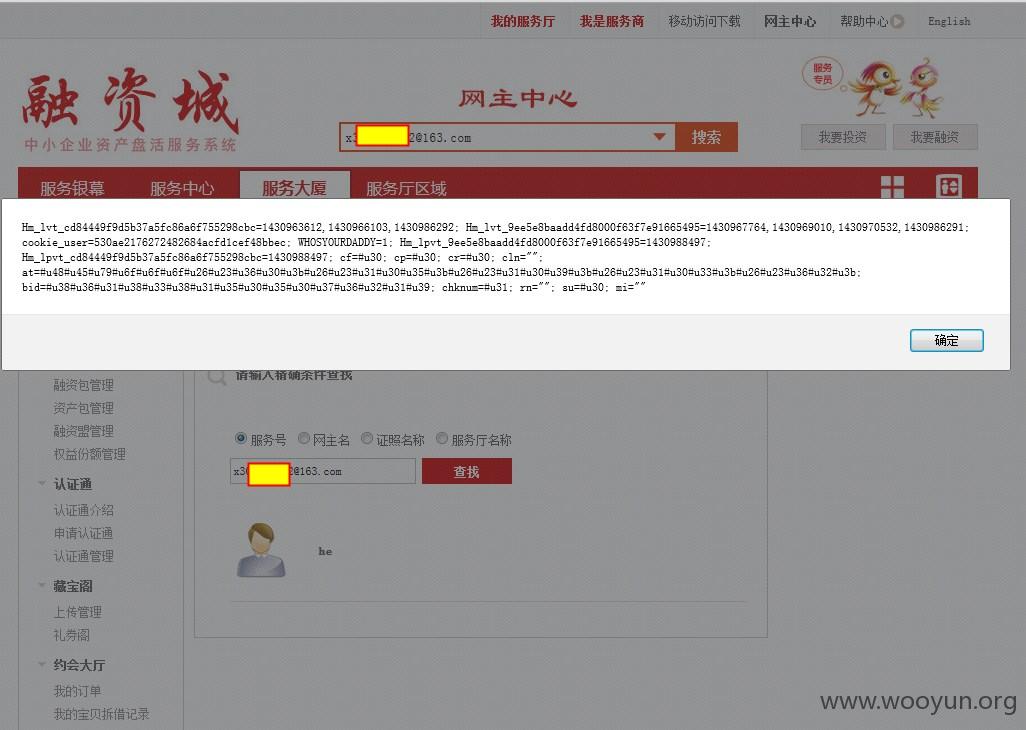 我的服务厅 我是服务商 移动访问下载 网主中心 帮助中心 English
融资城
中小企业资产盘活服务系统
网主中心
服务
专员
x3 2@163.com 搜索
我要投资 我要融资
服务银幕 服务中心 服务大厦 服务厅区域
Hm_lvt_cd84449f9d5b37a5fc86a6f755298cbc=1430963612,1430966103,1430986292; Hm_lvt_9ee5e8baadd4fd8000f63f7e91665495=1430967764,1430969010,1430970532,1430986291;
cookie_user=530ae2176272482684acfd1cef48bbec; WHOSYOURDADDY=1; Hm_lpvt_9ee5e8baadd4fd8000f63f7e91665495=1430988497;
Hm_lpvt_cd84449f9d5b37a5fc86a6f755298cbc=1430988497; cf=#u30; cp=#u30; cr=#u30; cln="";
at=#u48#u45#u79#u6f#u6f#u6f#u26#u23#u36#u30#u3b#u26#u23#u31#u30#u35#u3b#u26#u23#u31#u30#u39#u3b#u26#u23#u31#u30#u33#u3b#u26#u23#u36#u32#u3b;
bid=#u38#u36#u31#u38#u33#u38#u31#u35#u30#u35#u30#u37#u36#u32#u31#u39; chknum=#u31; rn=""; su=#u30; mi=""
确定
融资包管理
资产包管理
融资盟管理
权益份额管理
认证通
认证通介绍
申请认证通
认证通管理
藏宝阁
上传管理
礼券阁
约会大厅
我的订单
我的宝贝拆借记录
请输入精确条件查找
服务号 网主名 证照名称 服务厅名称
x3 2@163.com 查找
he
www.wooyun.org